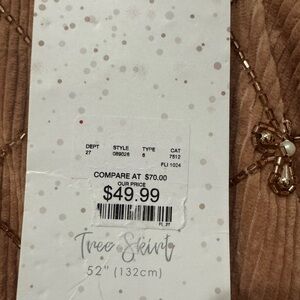 DEPT STYLE TYPE CAT
27 089026 6 7512
FLI 1004
COMPARE AT $70.00
OUR PRICE
$49.99
Tree Skirt
52" (132cm)